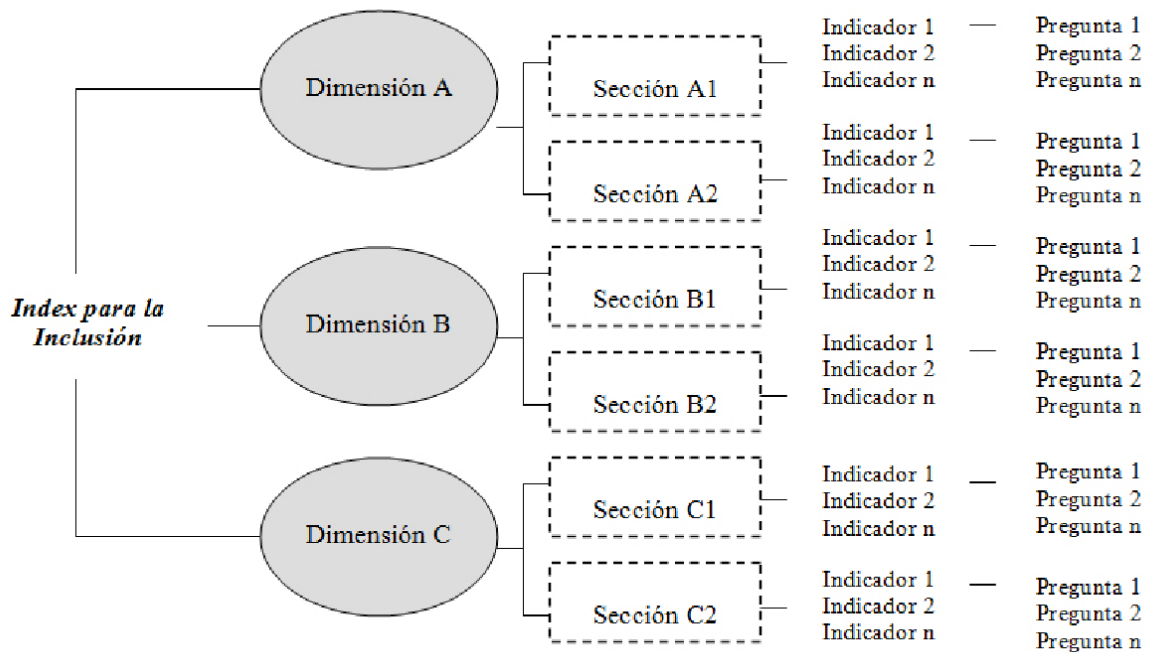 Index para la
Inclusión
Dimensión A
Sección A1
Indicador 1
Indicador 2
Indicador n
Pregunta 1
Pregunta 2
Pregunta n
Sección A2
Indicador 1
Indicador 2
Indicador n
Pregunta 1
Pregunta 2
Pregunta n
Dimensión B
Sección B1
Indicador 1
Indicador 2
Indicador n
Pregunta 1
Pregunta 2
Pregunta n
Sección B2
Indicador 1
Indicador 2
Indicador n
Pregunta 1
Pregunta 2
Pregunta n
Dimensión C
Sección C1
Indicador 1
Indicador 2
Indicador n
Pregunta 1
Pregunta 2
Pregunta n
Sección C2
Indicador 1
Indicador 2
Indicador n
Pregunta 1
Pregunta 2
Pregunta n